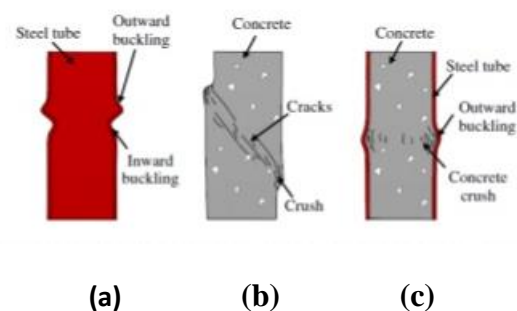 Steel tube
Outward
buckling
Inward
buckling
(a)
Concrete
Cracks
Crush
(b)
Concrete
Steel tube
Outward
buckling
Concrete
crush
(c)